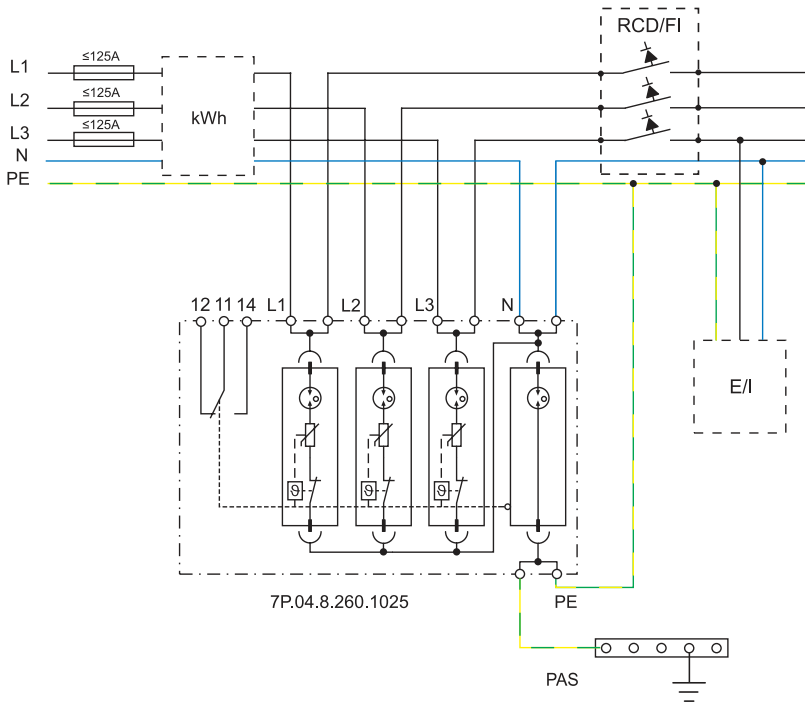 RCD/FI
L1
≤125A
L2
≤125A
kWh
L3
≤125A
N
PE
12 11 14 L1 L2 L3 N
E/I
ϑ ϑ ϑ
7P.04.8.260.1025
PE
PAS